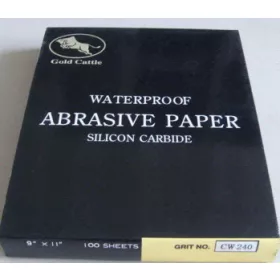 Gold Cattle
WATERPROOF
ABRASIVE PAPER
SILICON CARBIDE
9" × 11" 100 SHEETS GRIT NO. CW 240